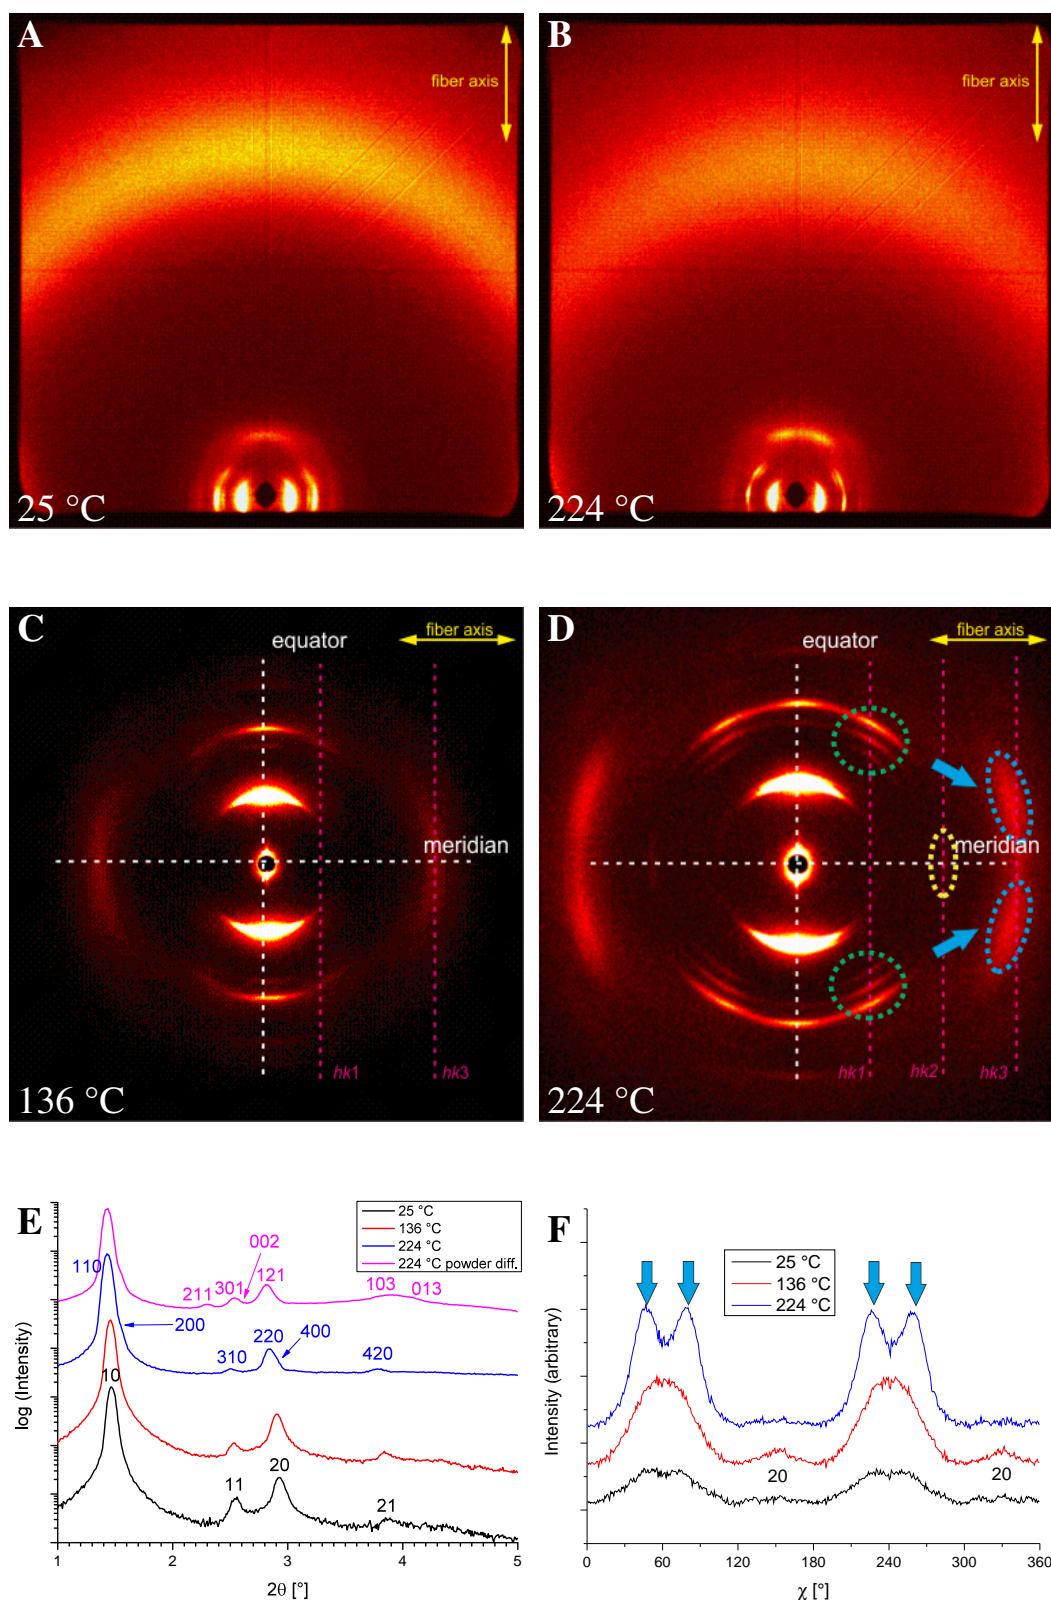 A
fiber axis
25 °C
B
fiber axis
224 °C
C
equator
fiber axis
meridian
hk1
hk3
136 °C
D
equator
fiber axis
meridian
hk1
hk2
hk3
224 °C
E
25 °C
136 °C
224 °C
224 °C powder diff.
002
110
211
301
121
103
013
200
220
400
310
420
10
11
20
21
log (Intensity)
1
2
3
4
5
2θ [°]
F
25 °C
136 °C
224 °C
20
20
Intensity (arbitrary)
0
60
120
180
240
300
360
χ [°]